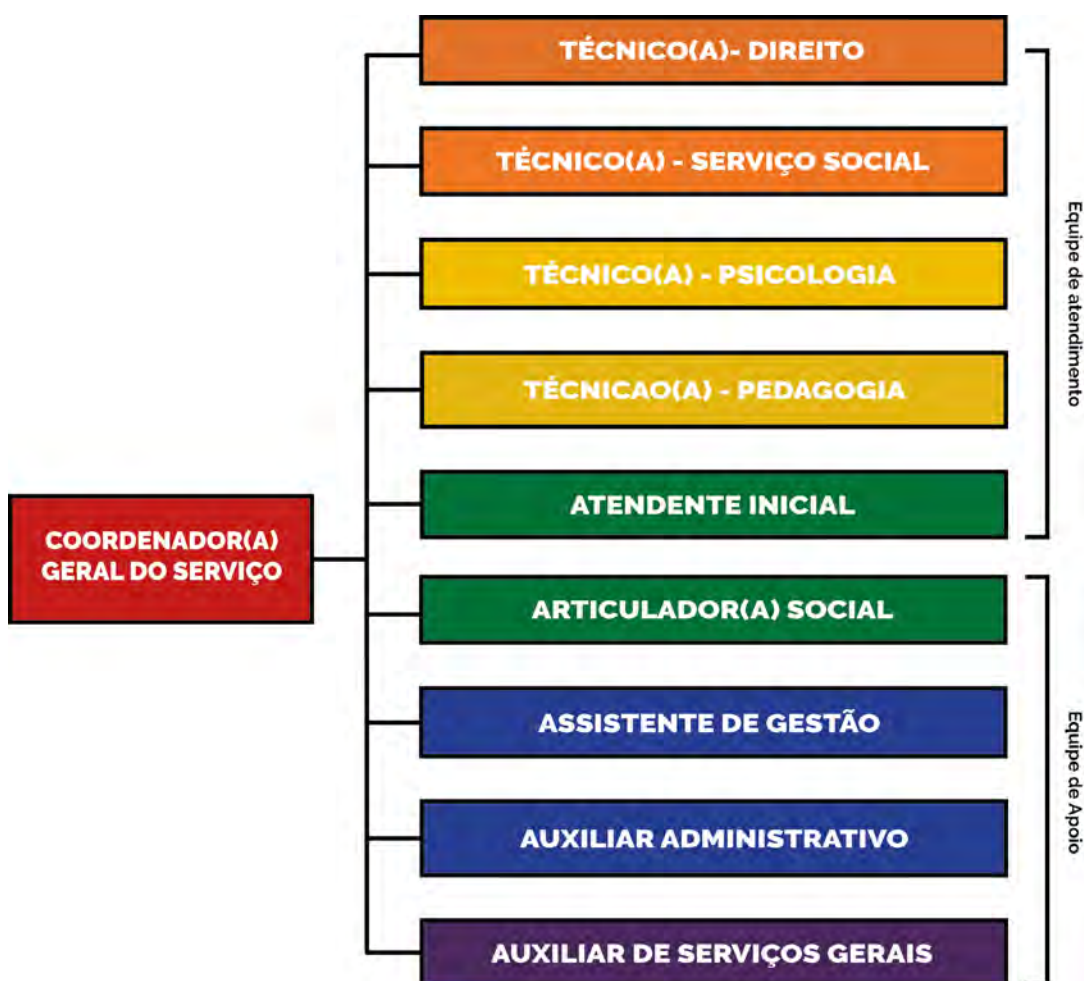 TÉCNICO(A)- DIREITO
TÉCNICO(A) - SERVIÇO SOCIAL
TÉCNICO(A) - PSICOLOGIA
TÉCNICAO(A) - PEDAGOGIA
ATENDENTE INICIAL
Equipe de atendimento
COORDENADOR(A)
GERAL DO SERVIÇO
ARTICULADOR(A) SOCIAL
ASSISTENTE DE GESTÃO
AUXILIAR ADMINISTRATIVO
AUXILIAR DE SERVIÇOS GERAIS
Equipe de Apoio